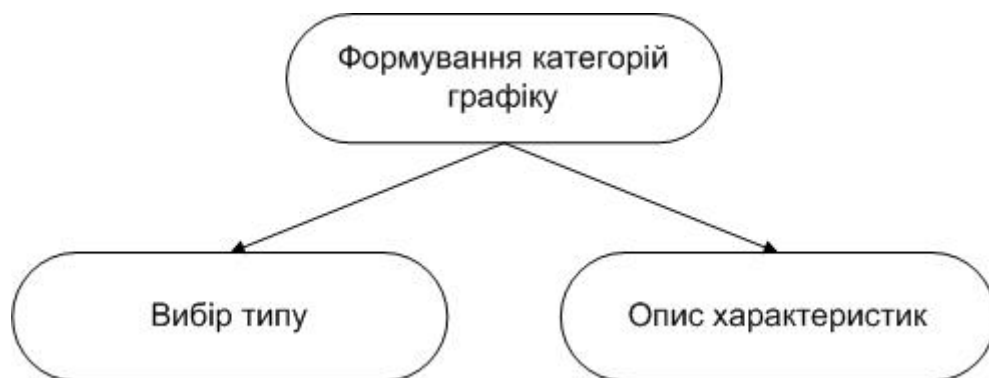 Формування категорій
графіку
Вибір типу
Опис характеристик